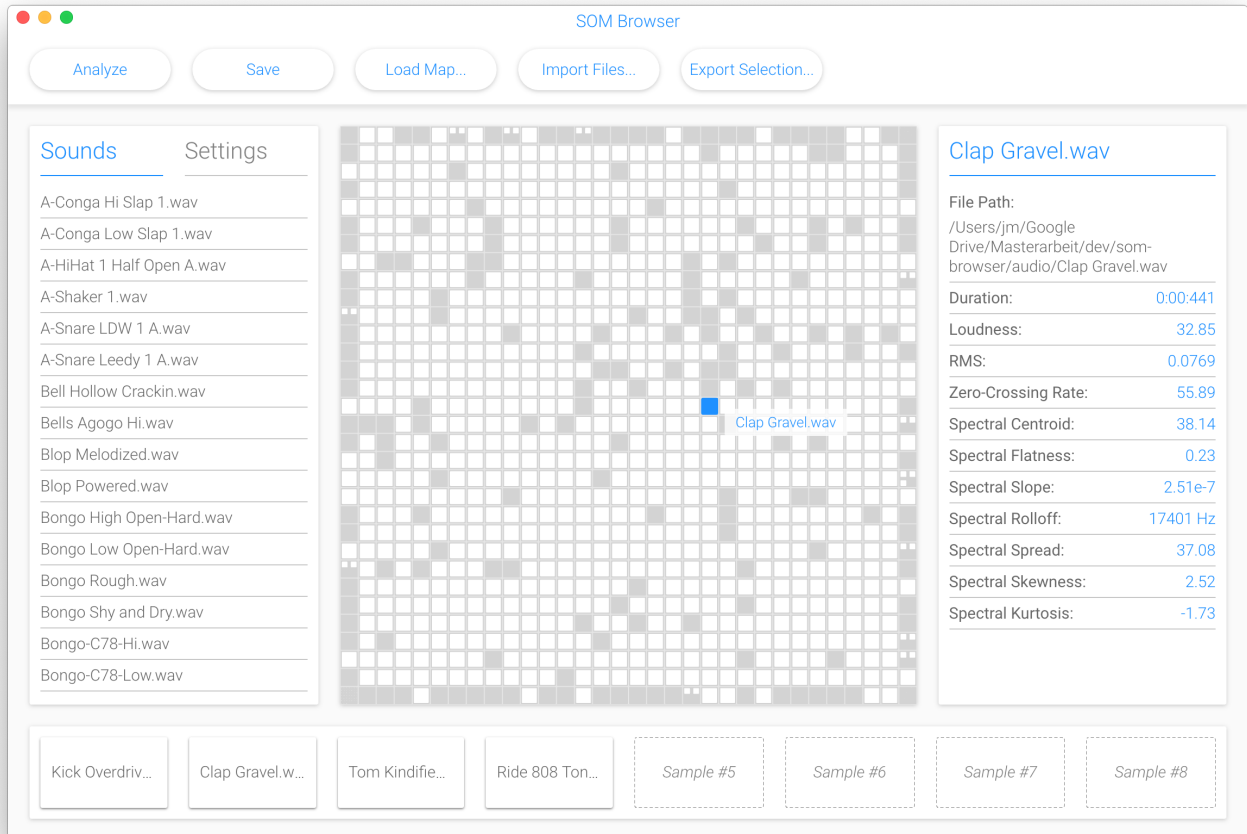 SOM Browser
Analyze
Save
Load Map...
Import Files...
Export Selection...
Sounds
Settings
A-Conga Hi Slap 1.wav
A-Conga Low Slap 1.wav
A-HiHat 1 Half Open A.wav
A-Shaker 1.wav
A-Snare LDW 1 A.wav
A-Snare Leedy 1 A.wav
Bell Hollow Crackin.wav
Bells Agogo Hi.wav
Blop Melodized.wav
Blop Powered.wav
Bongo High Open-Hard.wav
Bongo Low Open-Hard.wav
Bongo Rough.wav
Bongo Shy and Dry.wav
Bongo-C78-Hi.wav
Bongo-C78-Low.wav
Clap Gravel.wav
Clap Gravel.wav
File Path:
/Users/jm/Google
Drive/Masterarbeit/dev/som-
browser/audio/Clap Gravel.wav
Duration: 0:00:441
Loudness: 32.85
RMS: 0.0769
Zero-Crossing Rate: 55.89
Spectral Centroid: 38.14
Spectral Flatness: 0.23
Spectral Slope: 2.51e-7
Spectral Rolloff: 17401 Hz
Spectral Spread: 37.08
Spectral Skewness: 2.52
Spectral Kurtosis: -1.73
Kick Overdriv...
Clap Gravel.w...
Tom Kindifie...
Ride 808 Ton...
Sample #5
Sample #6
Sample #7
Sample #8